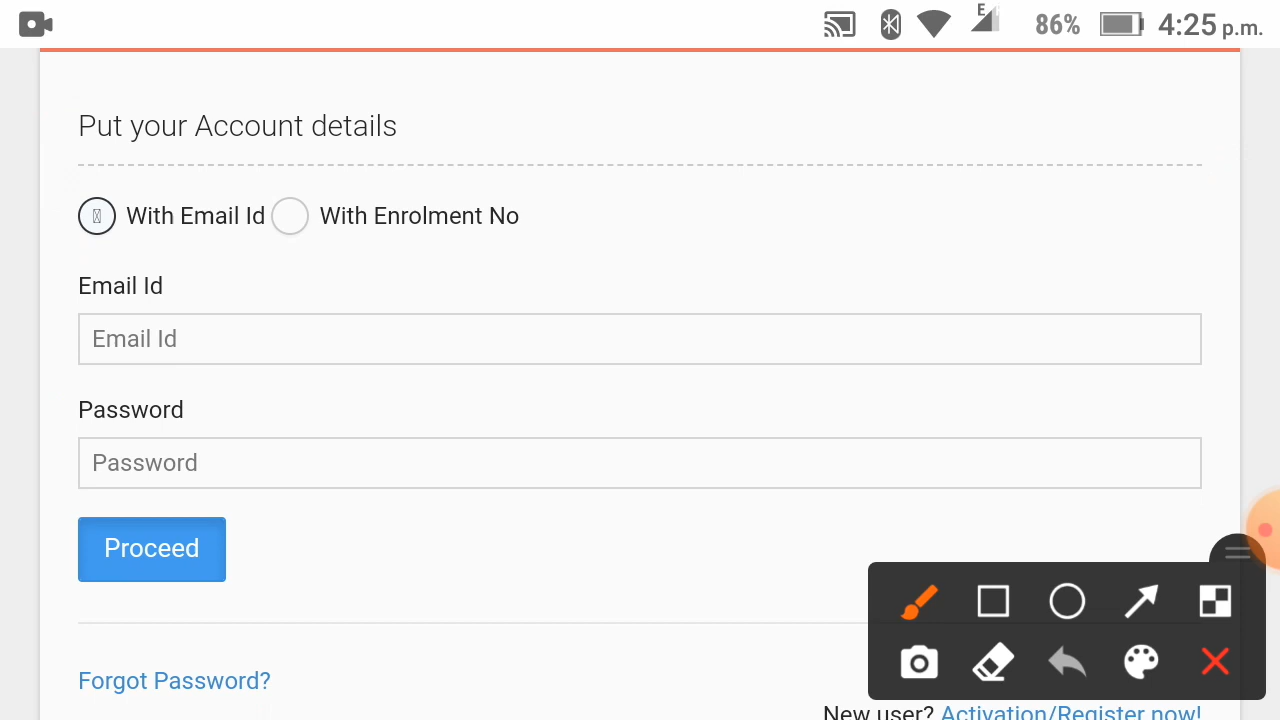 E
86%
4:25 p.m.
Put your Account details
With Email Id
With Enrolment No
Email Id
Email Id
Password
Password
Proceed
Forgot Password?
New user? Activation/Register now!